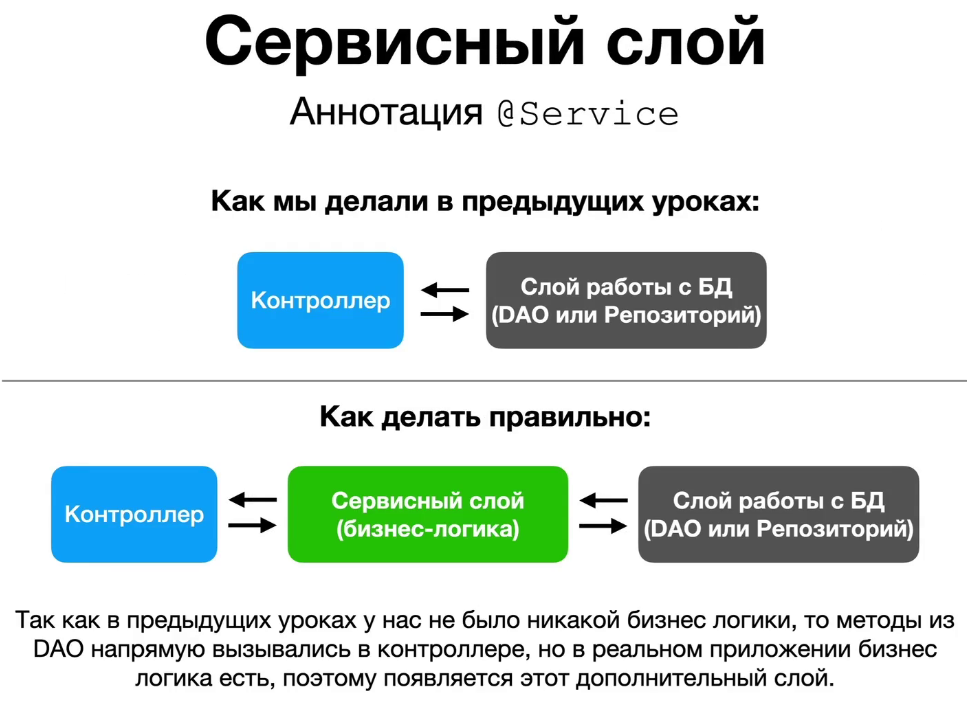 Сервисный слой
Аннотация @Service
Как мы делали в предыдущих уроках:
Контроллер
Слой работы с БД
(DAO или Репозиторий)
Как делать правильно:
Контроллер
Сервисный слой
(бизнес-логика)
Слой работы с БД
(DAO или Репозиторий)
Так как в предыдущих уроках у нас не было никакой бизнес логики, то методы из
DAO напрямую вызывались в контроллере, но в реальном приложении бизнес
логика есть, поэтому появляется этот дополнительный слой.